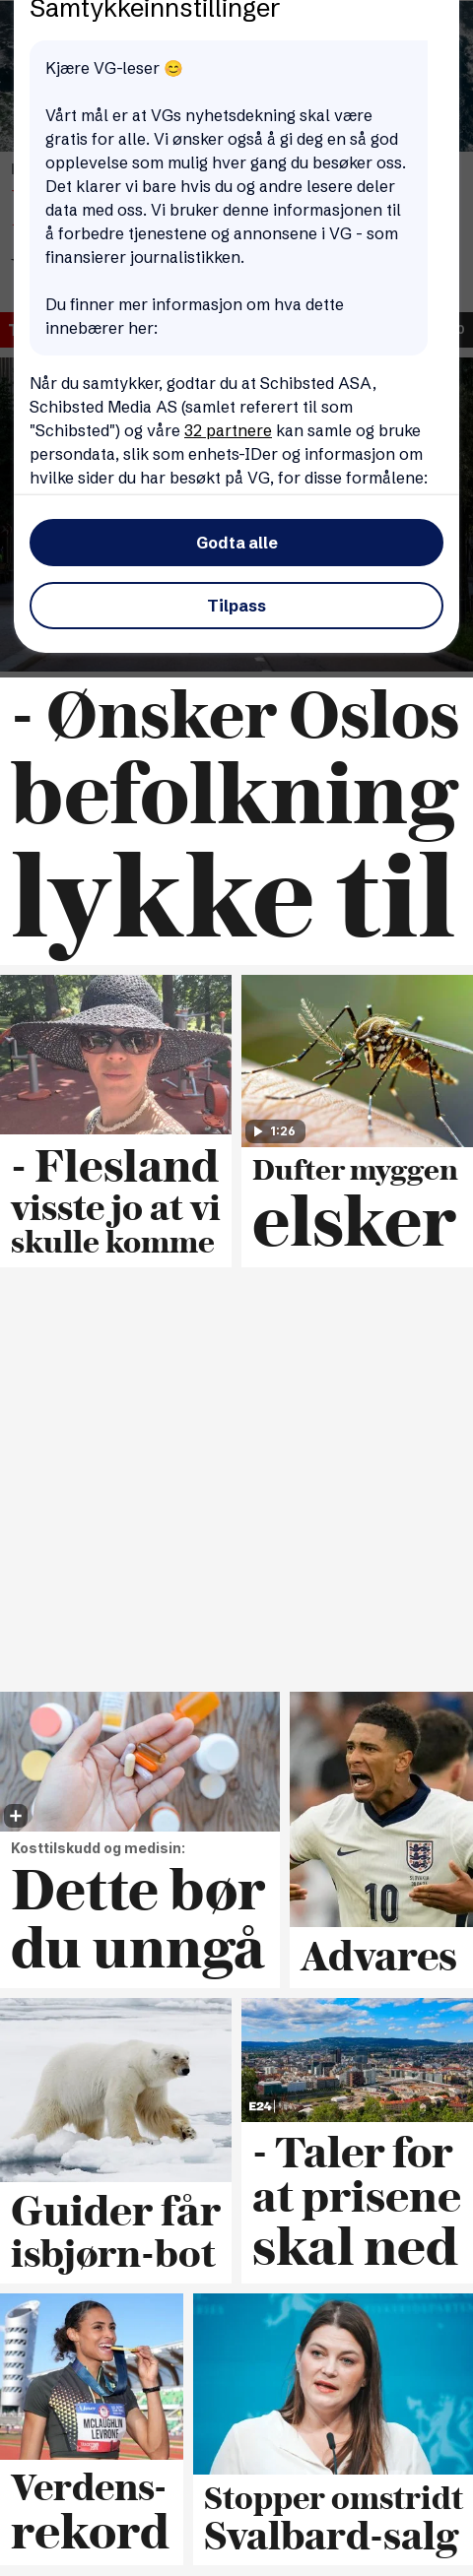 Samtykkeinnstillinger
Kjære VG-leser 😊
Vårt mål er at VGs nyhetsdekning skal være
gratis for alle. Vi ønsker også å gi deg en så god
opplevelse som mulig hver gang du besøker oss.
Det klarer vi bare hvis du og andre lesere deler
data med oss. Vi bruker denne informasjonen til
å forbedre tjenestene og annonsene i VG - som
finansierer journalistikken.
Du finner mer informasjon om hva dette
innebærer her:
Når du samtykker, godtar du at Schibsted ASA,
Schibsted Media AS (samlet referert til som
"Schibsted") og våre 32 partnere kan samle og bruke
persondata, slik som enhets-IDer og informasjon om
hvilke sider du har besøkt på VG, for disse formålene:
Godta alle
Tilpass
- Ønsker Oslos
befolkning
lykke til
- Flesland
visste jo at vi
skulle komme
1:26
Dufter myggen
elsker
Kosttilskudd og medisin:
Dette bør
du unngå
10
Advares
Guider får
isbjørn-bot
E24
- Taler for
at prisene
skal ned
MCLAUGHLIN
LEVRONE
Verdens-
rekord
Stopper omstridt
Svalbard-salg